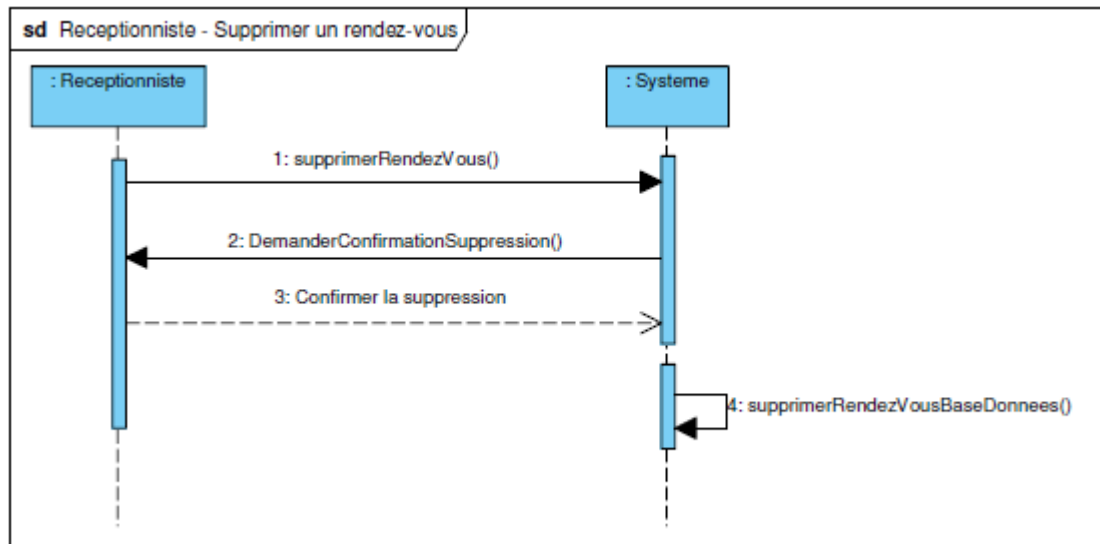 sd Receptionniste - Supprimer un rendez-vous
: Receptionniste
: Systeme
1: supprimerRendezVous()
2: DemanderConfirmationSuppression()
3: Confirmer la suppression
4: supprimerRendezVousBaseDonnees()